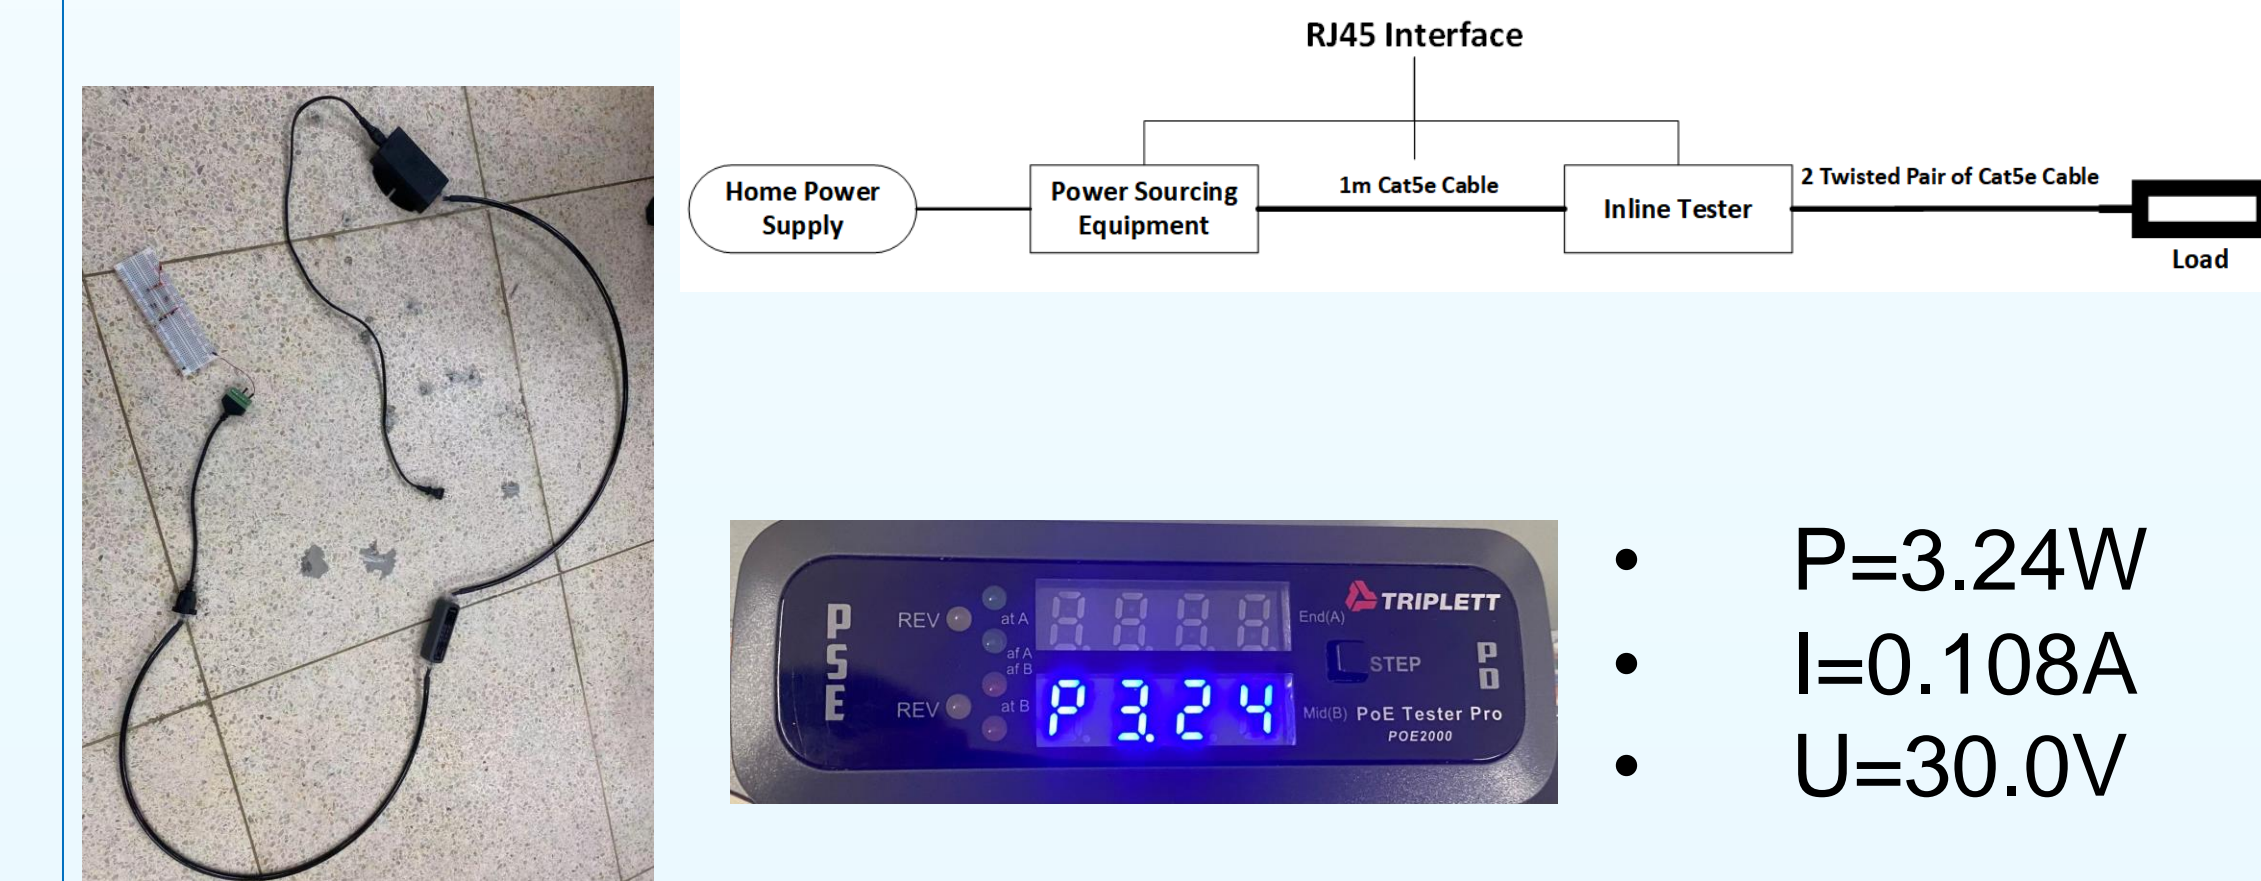 RJ45 Interface
Home Power
Supply
Power Sourcing
Equipment
1m Cat5e Cable
Inline Tester
2 Twisted Pair of Cat5e Cable
Load
PSE
REV
at A
af A
af B
REV
at B
P3.24
End(A)
TRIPLETT
STEP
PD
Mid(B)
PoE Tester Pro
POE2000
• P=3.24W
• I=0.108A
• U=30.0V